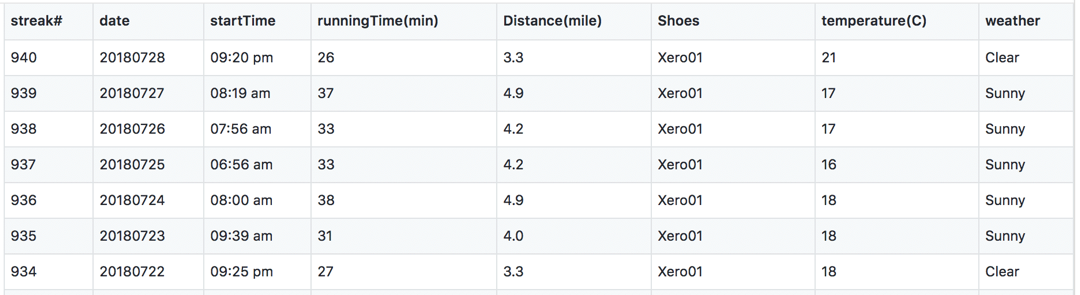 streak# date startTime runningTime(min) Distance(mile) Shoes temperature(C) weather
940 20180728 09:20 pm 26 3.3 Xero01 21 Clear
939 20180727 08:19 am 37 4.9 Xero01 17 Sunny
938 20180726 07:56 am 33 4.2 Xero01 17 Sunny
937 20180725 06:56 am 33 4.2 Xero01 16 Sunny
936 20180724 08:00 am 38 4.9 Xero01 18 Sunny
935 20180723 09:39 am 31 4.0 Xero01 18 Sunny
934 20180722 09:25 pm 27 3.3 Xero01 18 Clear